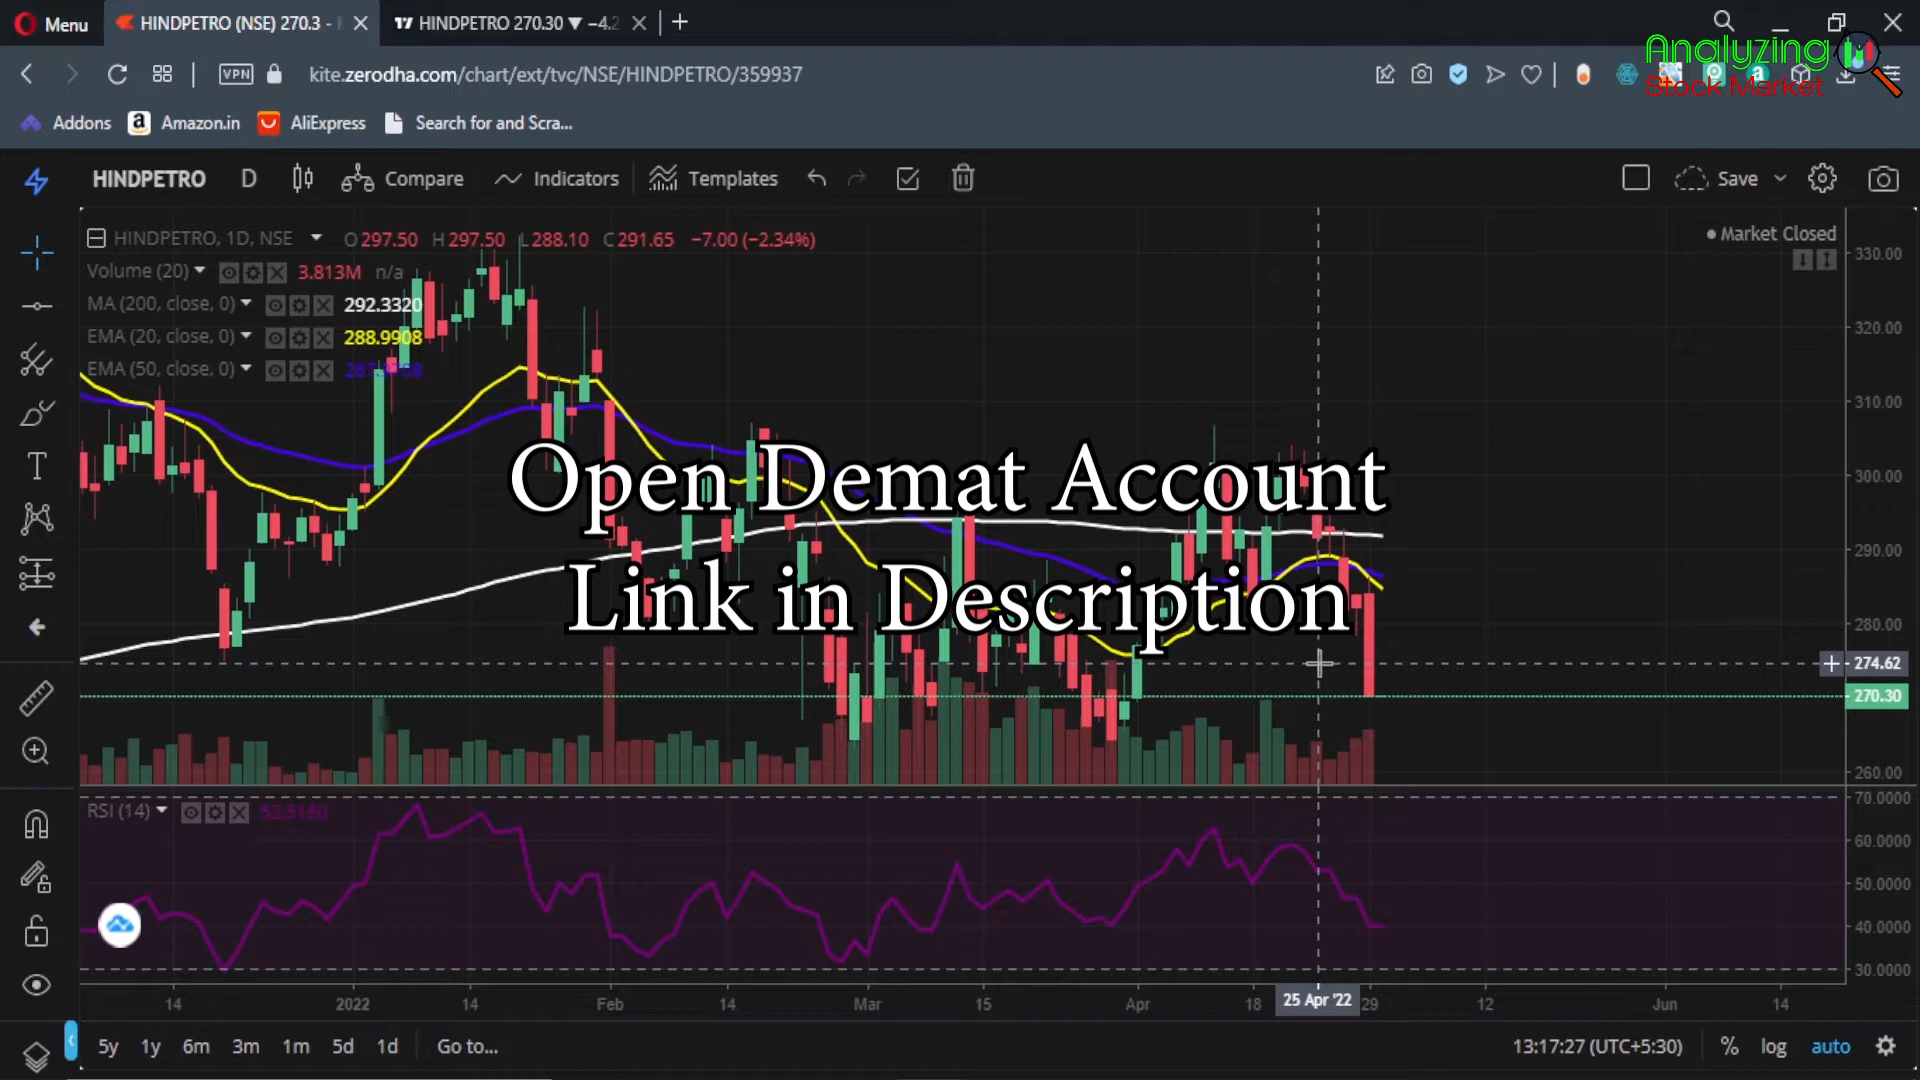 Menu
HINDPETRO (NSE) 270.3 -
HINDPETRO 270.30 ▼ −4.2
Analyzing
Stock Market
VPN
kite.zerodha.com/chart/ext/tvc/NSE/HINDPETRO/359937
Addons
Amazon.in
AliExpress
Search for and Scra...
HINDPETRO D Compare Indicators Templates Save
HINDPETRO, 1D, NSE O297.50 H297.50 L288.10 C291.65 −7.00 (−2.34%)
Market Closed
Volume (20) 3.813M n/a
MA (200, close, 0) 292.3320
EMA (20, close, 0) 288.9908
EMA (50, close, 0)
330.00
320.00
310.00
300.00
290.00
280.00
274.62
270.30
260.00
Open Demat Account
Link in Description
RSI (14)
70.0000
60.0000
50.0000
40.0000
30.0000
14 2022 14 Feb 14 Mar 15 Apr 18 25 Apr '22 29 12 Jun 14
5y 1y 6m 3m 1m 5d 1d Go to... 13:17:27 (UTC+5:30) % log auto